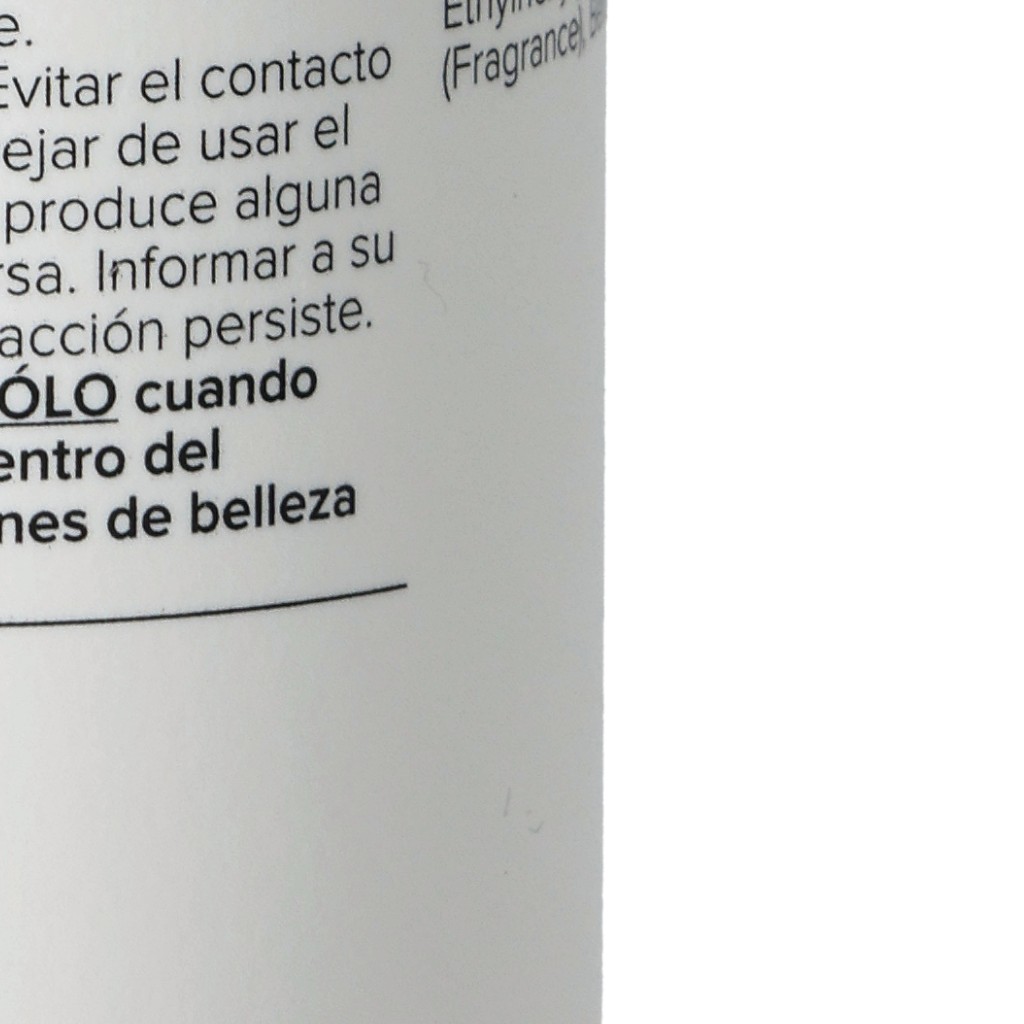 e.
Evitar el contacto
ejar de usar el
produce alguna
rsa. Informar a su
acción persiste.
ÓLO cuando
entro del
nes de belleza
(Fragrance),